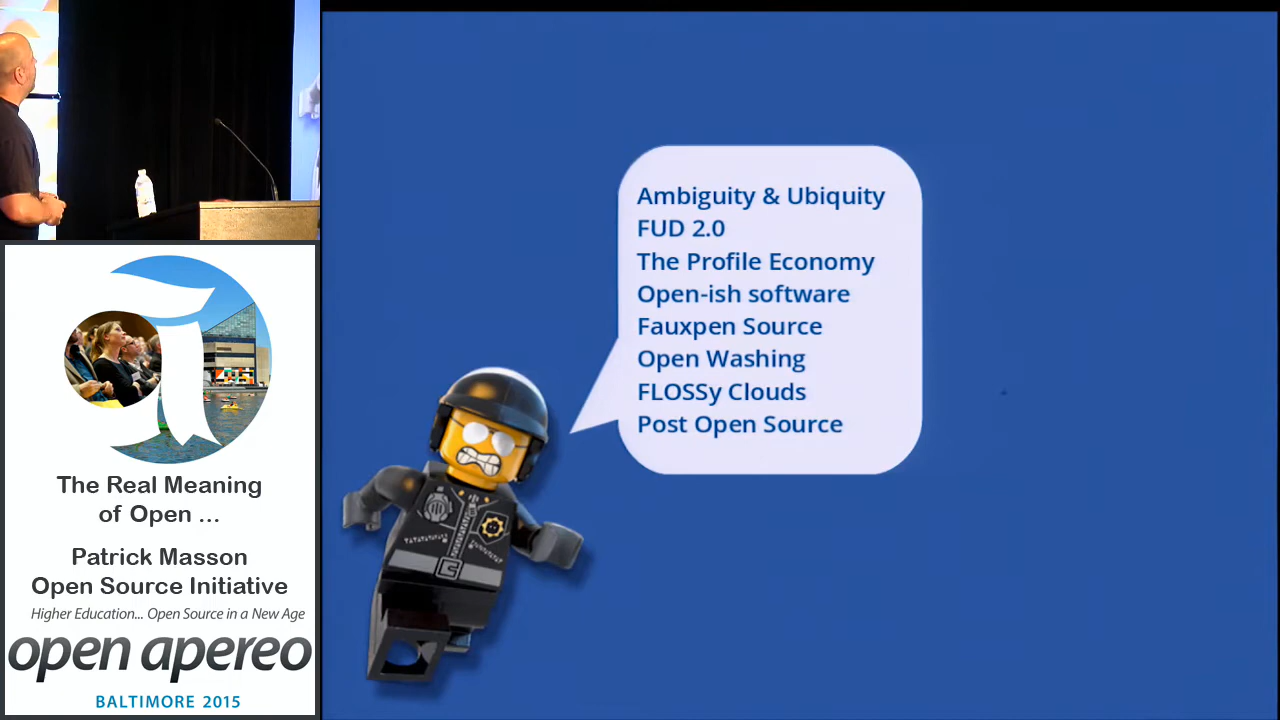 Ambiguity & Ubiquity
FUD 2.0
The Profile Economy
Open-ish software
Fauxpen Source
Open Washing
FLOSSy Clouds
Post Open Source
The Real Meaning
of Open ...
Patrick Masson
Open Source Initiative
Higher Education... Open Source in a New Age
open apereo
BALTIMORE 2015